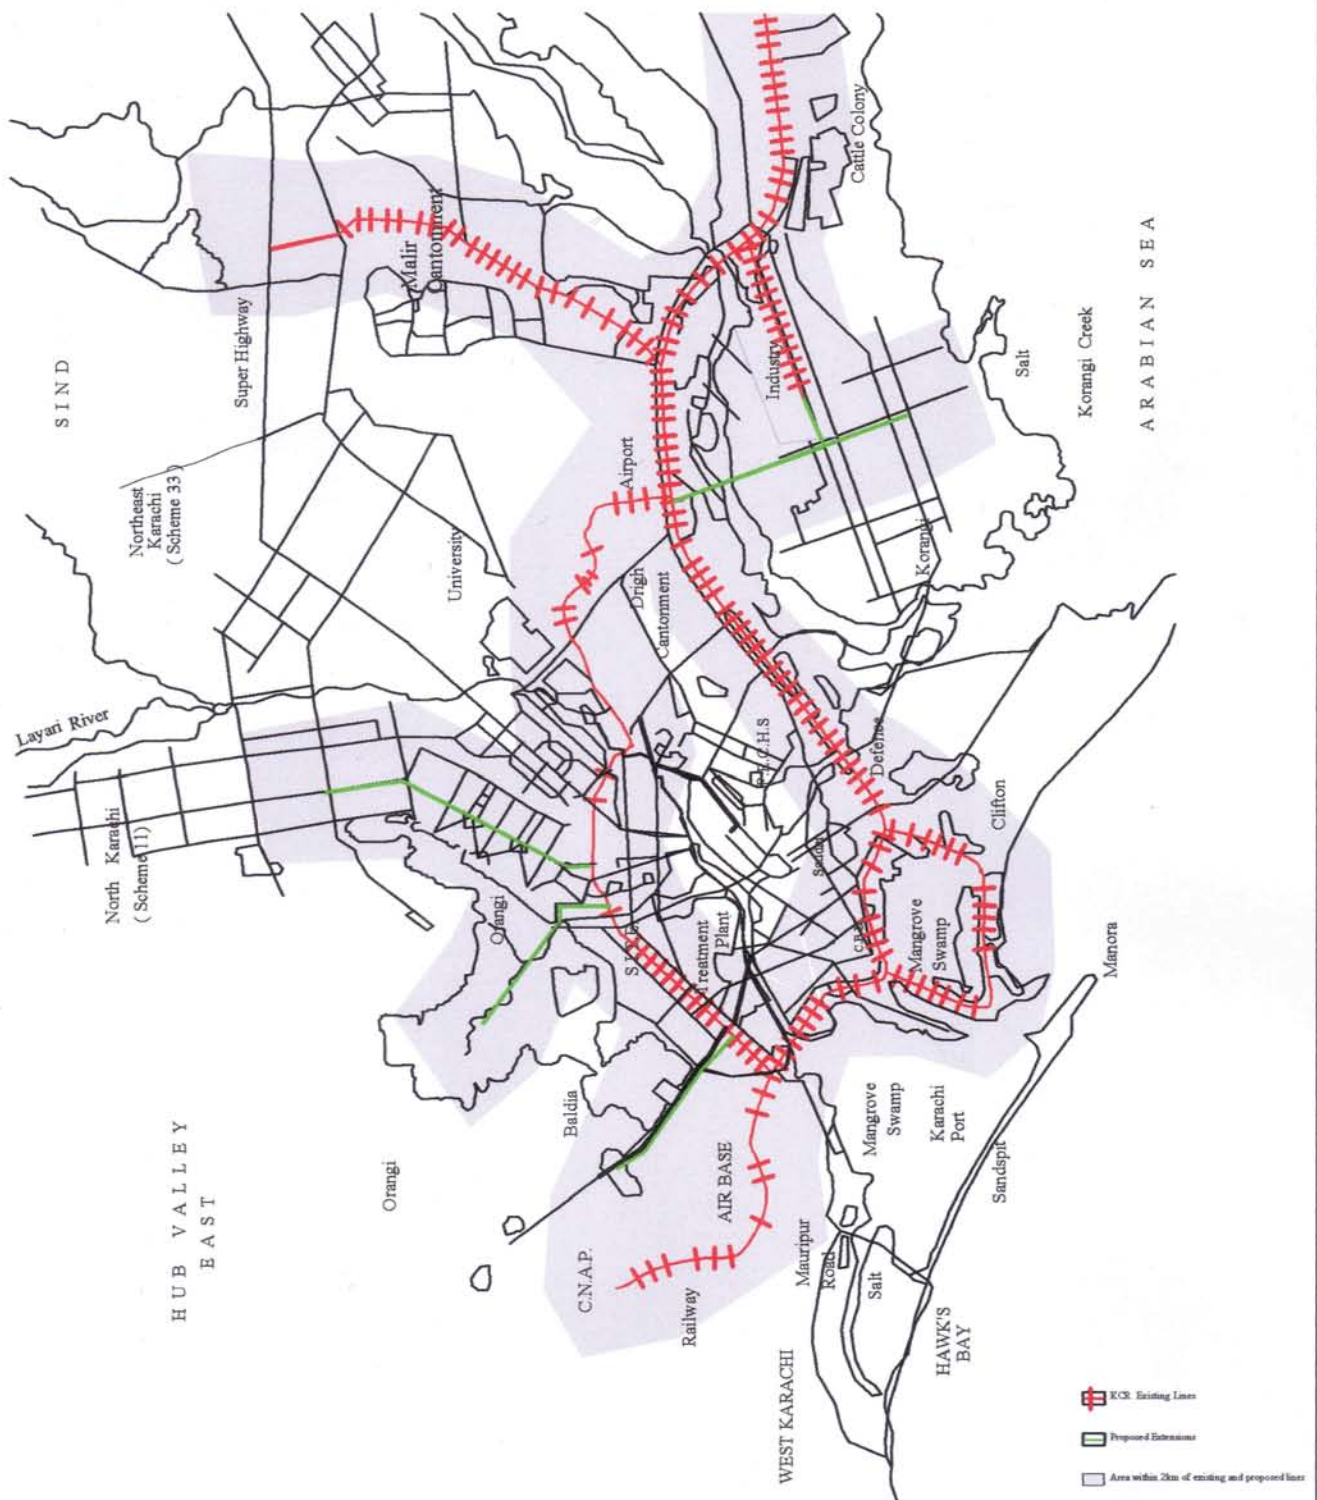 SIND
Super Highway
Malir
Cantonment
Cattle Colony
ARABIAN SEA
Korangi Creek
Salt
Industry
Airport
Northeast
Karachi
( Scheme 33 )
University
Drigh
Cantonment
Korangi
Layari River
North Karachi
( Scheme 11)
P.E.C.H.S
Defense
Clifton
Orangi
S.I.T.E
Treatment
Plant
Mangrove
Swamp
Manora
HUB VALLEY
EAST
Orangi
Baldia
AIR BASE
Mangrove
Swamp
Karachi
Port
Sandspit
C.N.A.P.
Railway
Mauripur
Road
Salt
HAWK'S
BAY
WEST KARACHI
KCR Existing Lines
Proposed Extensions
Area within 2km of existing and proposed lines